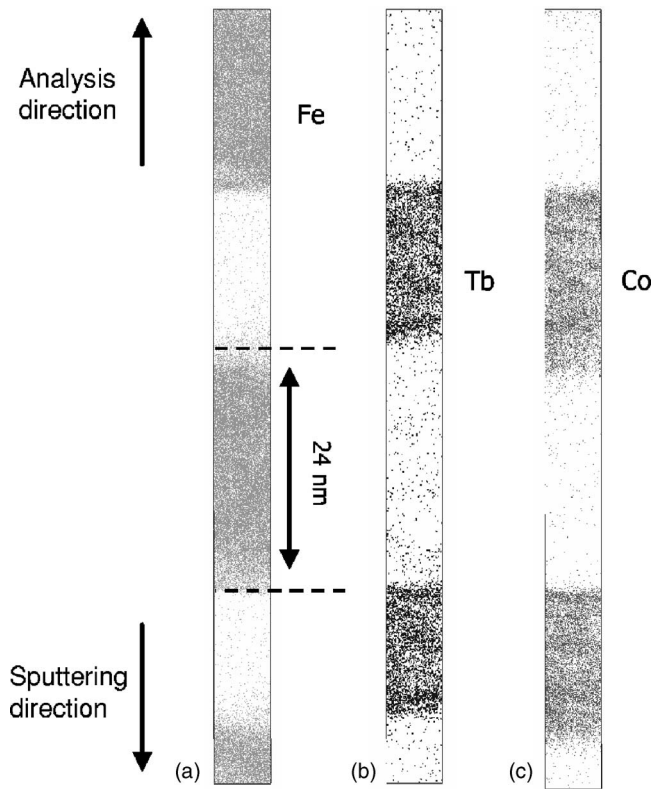 Analysis
direction
Fe
Tb
Co
24 nm
Sputtering
direction
(a)
(b)
(c)